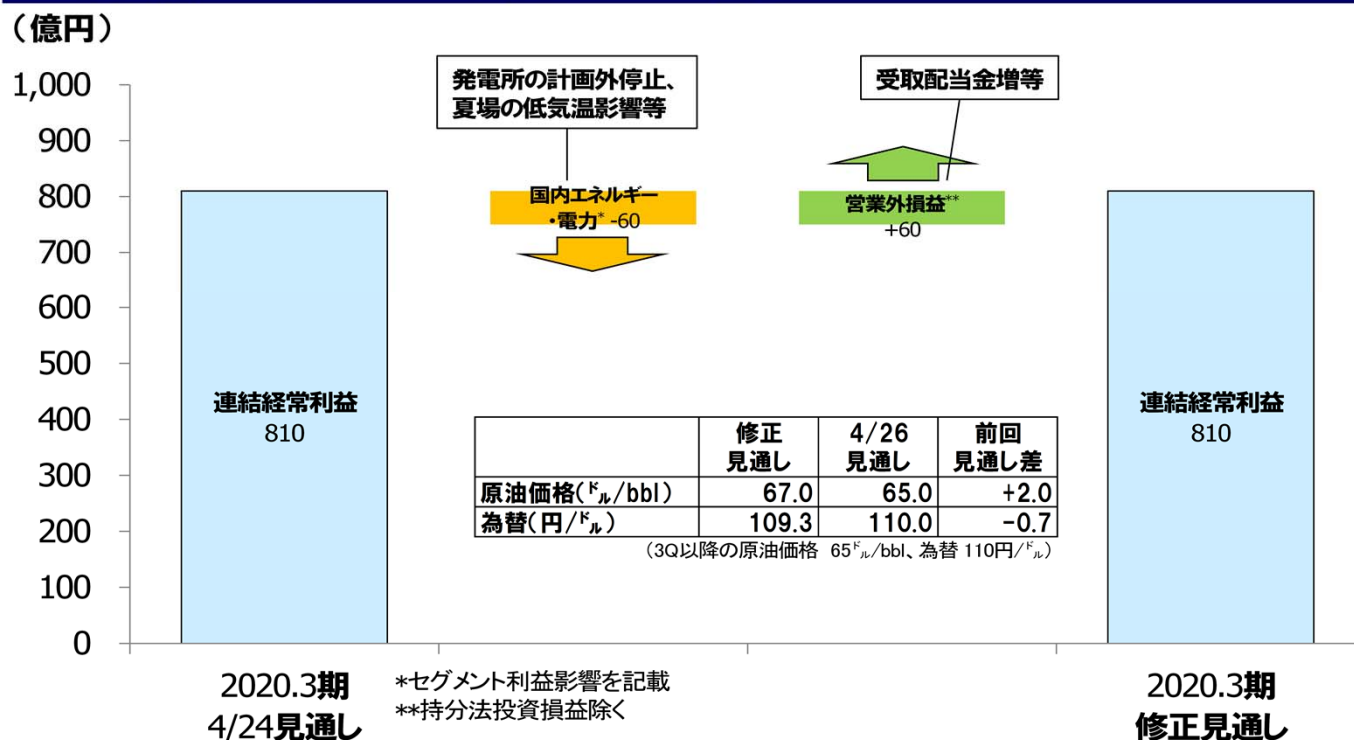 （億円）
1,000
900
800
700
600
500
400
300
200
100
0
発電所の計画外停止、
夏場の低気温影響等
受取配当金増等
国内エネルギー
・電力* -60
営業外損益**
+60
連結経常利益
810
連結経常利益
810
修正 4/26 前回
見通し 見通し 見通し差
原油価格(㌦/bbl) 67.0 65.0 +2.0
為替(円/㌦) 109.3 110.0 -0.7
（3Q以降の原油価格 65㌦/bbl、為替 110円/㌦）
2020.3期
4/24見通し
*セグメント利益影響を記載
**持分法投資損益除く
2020.3期
修正見通し